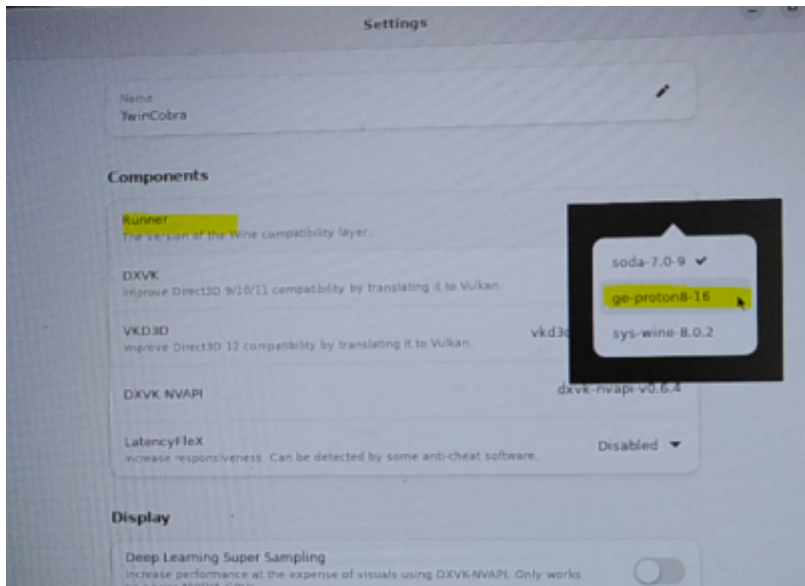 Settings
Name
TwinCobra
Components
Runner
The version of the Wine compatibility layer.
DXVK
Improve Direct3D 9/10/11 compatibility by translating it to Vulkan.
VKD3D
Improve Direct3D 12 compatibility by translating it to Vulkan.
vkd3
soda-7.0-9
ge-proton8-16
sys-wine-8.0.2
DXVK NVAPI
dxvk-nvapi-v0.6.4
LatencyFleX
Increase responsiveness. Can be detected by some anti-cheat software.
Disabled
Display
Deep Learning Super Sampling
Increase performance at the expense of visuals using DXVK-NVAPI. Only works